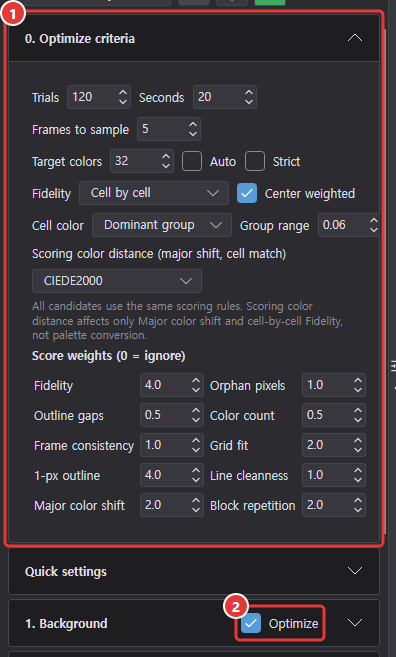 1
0. Optimize criteria
Trials 120 Seconds 20
Frames to sample 5
Target colors 32 Auto Strict
Fidelity Cell by cell Center weighted
Cell color Dominant group Group range 0.06
Scoring color distance (major shift, cell match)
CIEDE2000
All candidates use the same scoring rules. Scoring color
distance affects only Major color shift and cell-by-cell Fidelity,
not palette conversion.
Score weights (0 = ignore)
Fidelity 4.0 Orphan pixels 1.0
Outline gaps 0.5 Color count 0.5
Frame consistency 1.0 Grid fit 2.0
1-px outline 4.0 Line cleanness 1.0
Major color shift 2.0 Block repetition 2.0
Quick settings
2
1. Background Optimize